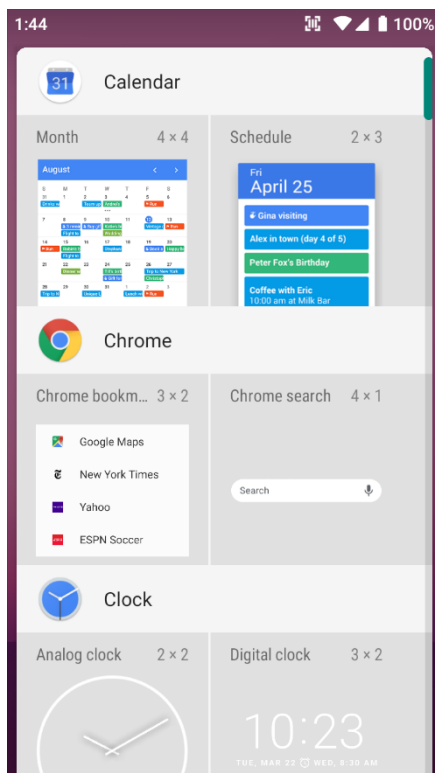 1:44 100%
31 Calendar
Month 4 × 4 Schedule 2 × 3
August
Fri
April 25
Gina visiting
Alex in town (day 4 of 5)
Peter Fox's Birthday
Coffee with Eric
10:00 am at Milk Bar
Chrome
Chrome bookm... 3 × 2 Chrome search 4 × 1
Google Maps
New York Times
Yahoo
ESPN Soccer
Search
Clock
Analog clock 2 × 2 Digital clock 3 × 2
10:23
TUE, MAR 22 WED, 8:30 AM